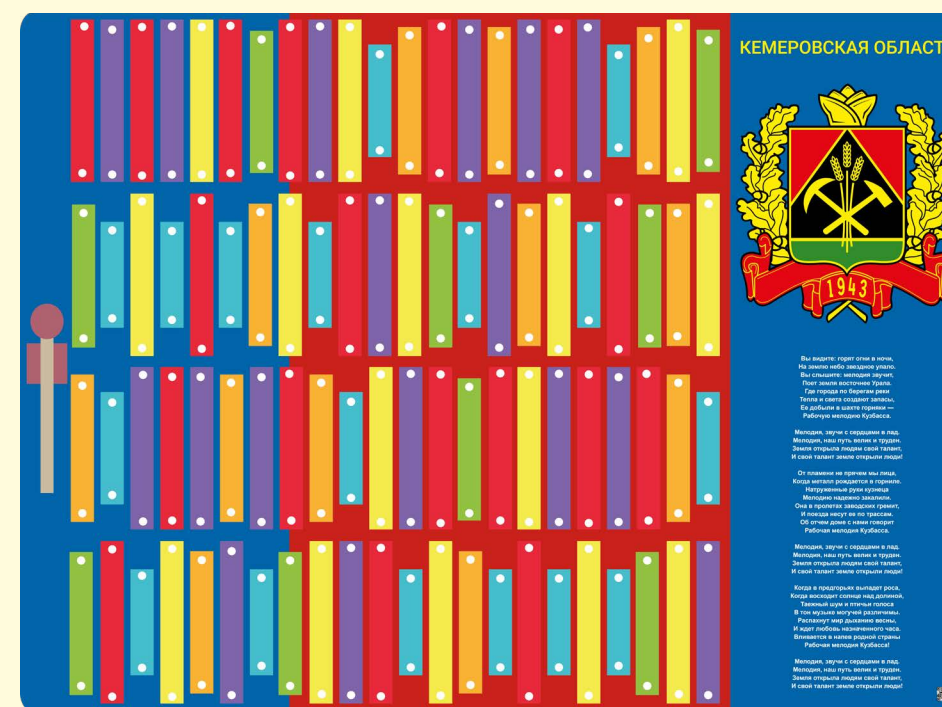 КЕМЕРОВСКАЯ ОБЛАСТ
1943
Вы видите: горят огни в ночи,
На землю небо звездное упало.
Вы слышите: мелодия звучит,
Поет земля восточнее Урала.
Где города по берегам реки
Тепла и света создают запасы,
Ее добыли в шахте горняки —
Рабочую мелодию Кузбасса.
Мелодия, звучи с сердцами в лад.
Мелодия, наш путь велик и труден.
Земля открыла людям свой талант,
И свой талант земле открыли люди!
От пламени не прячем мы лица,
Когда металл рождается в горниле.
Натруженные руки кузнеца
Мелодию надежно закалили.
Она в пролетах заводских гремит,
И поезда несут ее по трассам.
Об отчем доме с нами говорит
Рабочая мелодия Кузбасса.
Мелодия, звучи с сердцами в лад.
Мелодия, наш путь велик и труден.
Земля открыла людям свой талант,
И свой талант земле открыли люди!
Когда в предгорьях выпадет роса,
Когда восходит солнце над долиной,
Таежный шум и птичьи голоса
В тон музыке могучей различимы.
Распахнут мир дыханию весны,
И ждет любовь назначенного часа.
Вливается в напев родной страны
Рабочая мелодия Кузбасса!
Мелодия, звучи с сердцами в лад.
Мелодия, наш путь велик и труден.
Земля открыла людям свой талант,
И свой талант земле открыли люди!